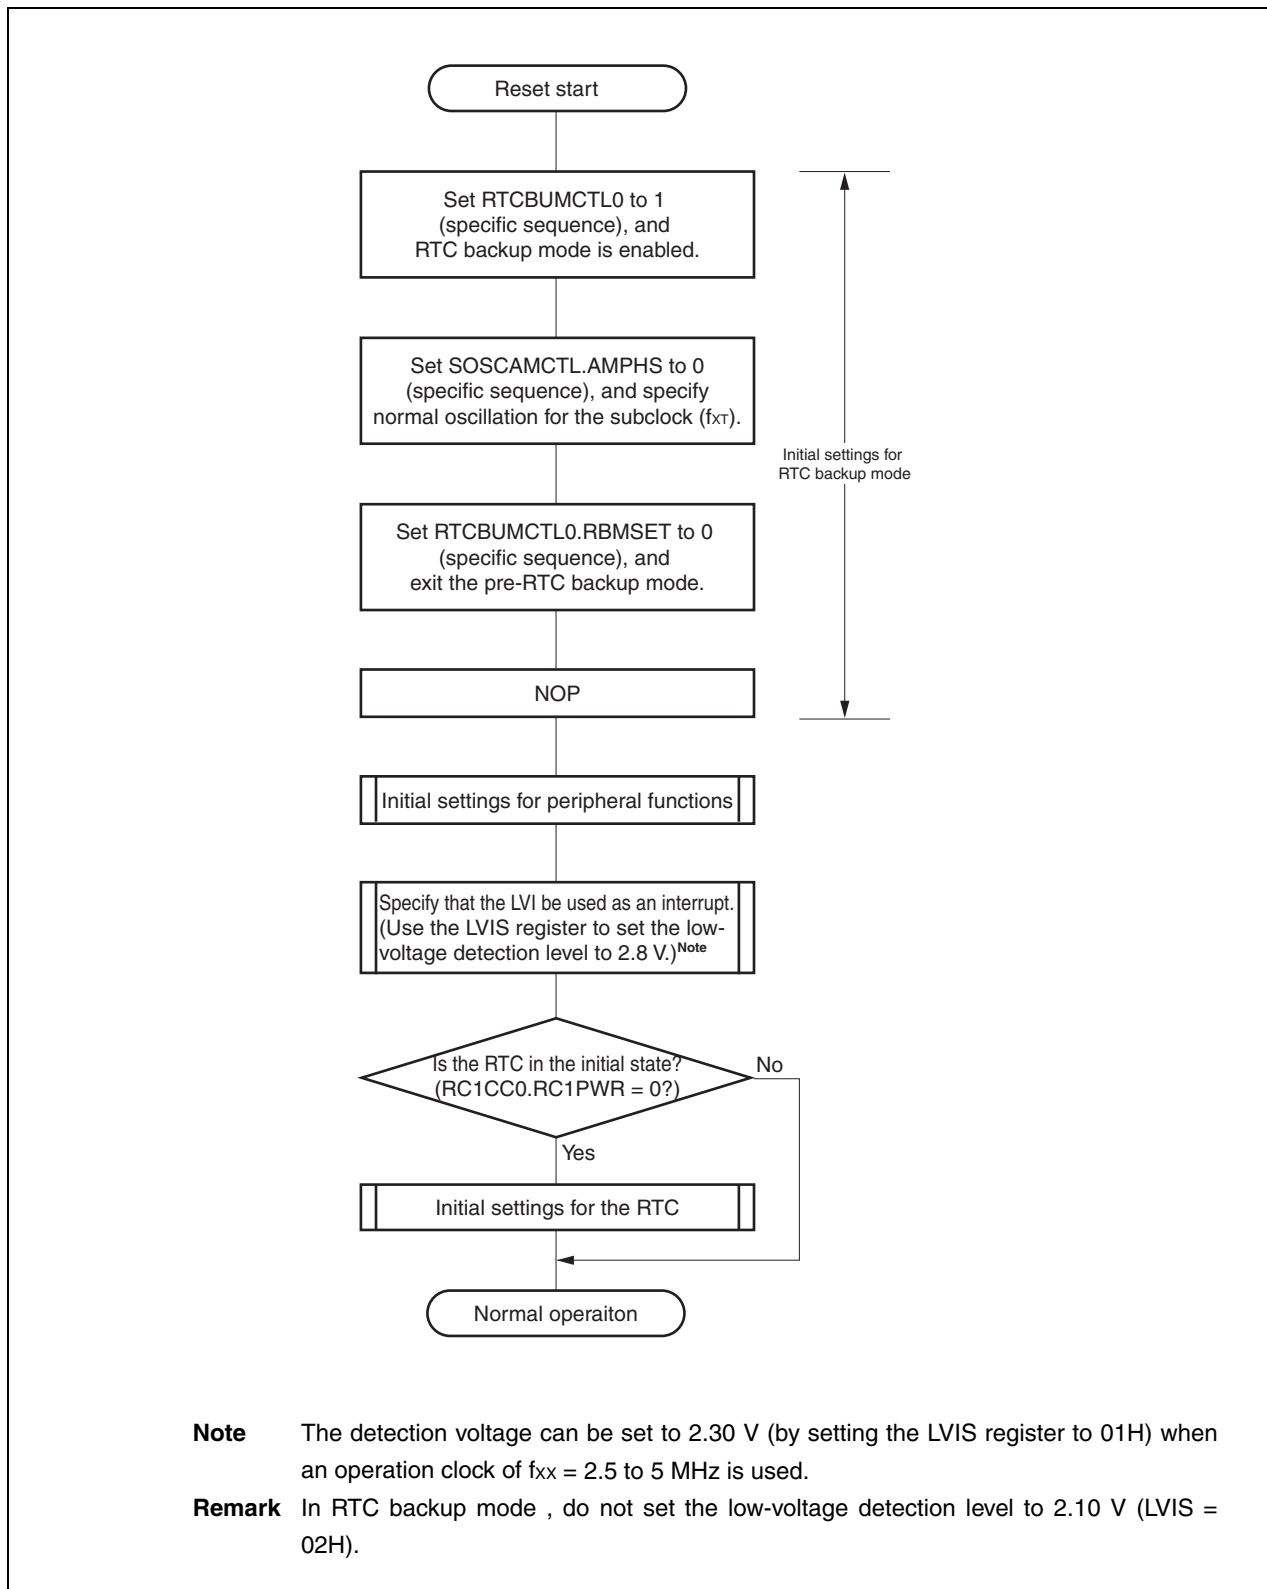 Reset start
Set RTCBUMCTL0 to 1
(specific sequence), and
RTC backup mode is enabled.
Set SOSCAMCTL.AMPHS to 0
(specific sequence), and specify
normal oscillation for the subclock (fXT).
Initial settings for
RTC backup mode
Set RTCBUMCTL0.RBMSET to 0
(specific sequence), and
exit the pre-RTC backup mode.
NOP
Initial settings for peripheral functions
Specify that the LVI be used as an interrupt.
(Use the LVIS register to set the low-
voltage detection level to 2.8 V.)Note
Is the RTC in the initial state?
(RC1CC0.RC1PWR = 0?)
No
Yes
Initial settings for the RTC
Normal operaiton
Note The detection voltage can be set to 2.30 V (by setting the LVIS register to 01H) when
an operation clock of fXX = 2.5 to 5 MHz is used.
Remark In RTC backup mode , do not set the low-voltage detection level to 2.10 V (LVIS =
02H).